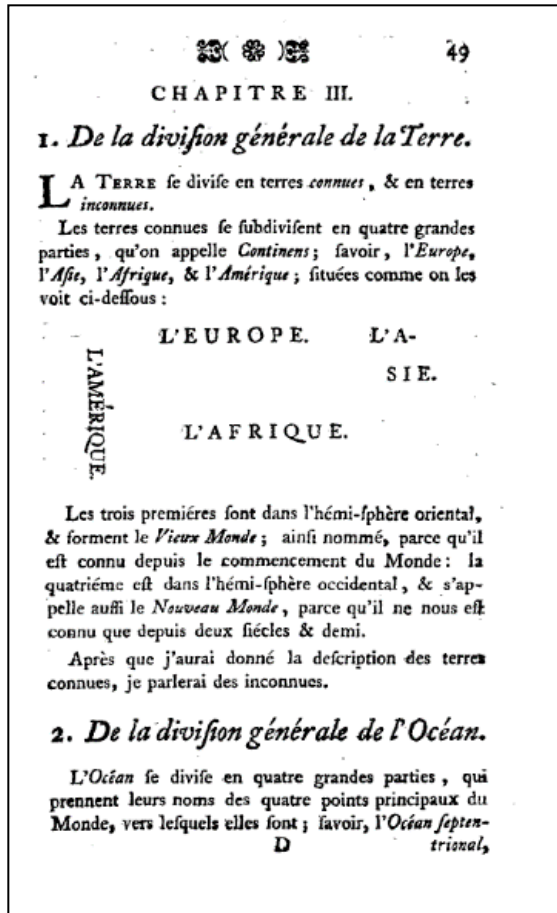 ( ) 49
CHAPITRE III.
1. De la diviſion générale de la Terre.
LA TERRE ſe diviſe en terres connues, & en terres
inconnues.
Les terres connues ſe ſubdiviſent en quatre grandes
parties, qu'on appelle Continens; ſavoir, l'Europe,
l'Aſie, l'Afrique, & l'Amérique; ſituées comme on les
voit ci-deſſous :
L'EUROPE. L'A-
SIE.
L'AMÉRIQUE.
L'AFRIQUE.
Les trois premiéres ſont dans l'hémi-ſphère oriental,
& forment le Vieux Monde; ainſi nommé, parce qu'il
eſt connu depuis le commencement du Monde: la
quatriéme eſt dans l'hémi-ſphère occidental, & s'ap-
pelle auſſi le Nouveau Monde, parce qu'il ne nous eſt
connu que depuis deux ſiécles & demi.
Après que j'aurai donné la deſcription des terres
connues, je parlerai des inconnues.
2. De la diviſion générale de l'Océan.
L'Océan ſe diviſe en quatre grandes parties, qui
prennent leurs noms des quatre points principaux du
Monde, vers leſquels elles ſont; ſavoir, l'Océan ſepten-
D trional,